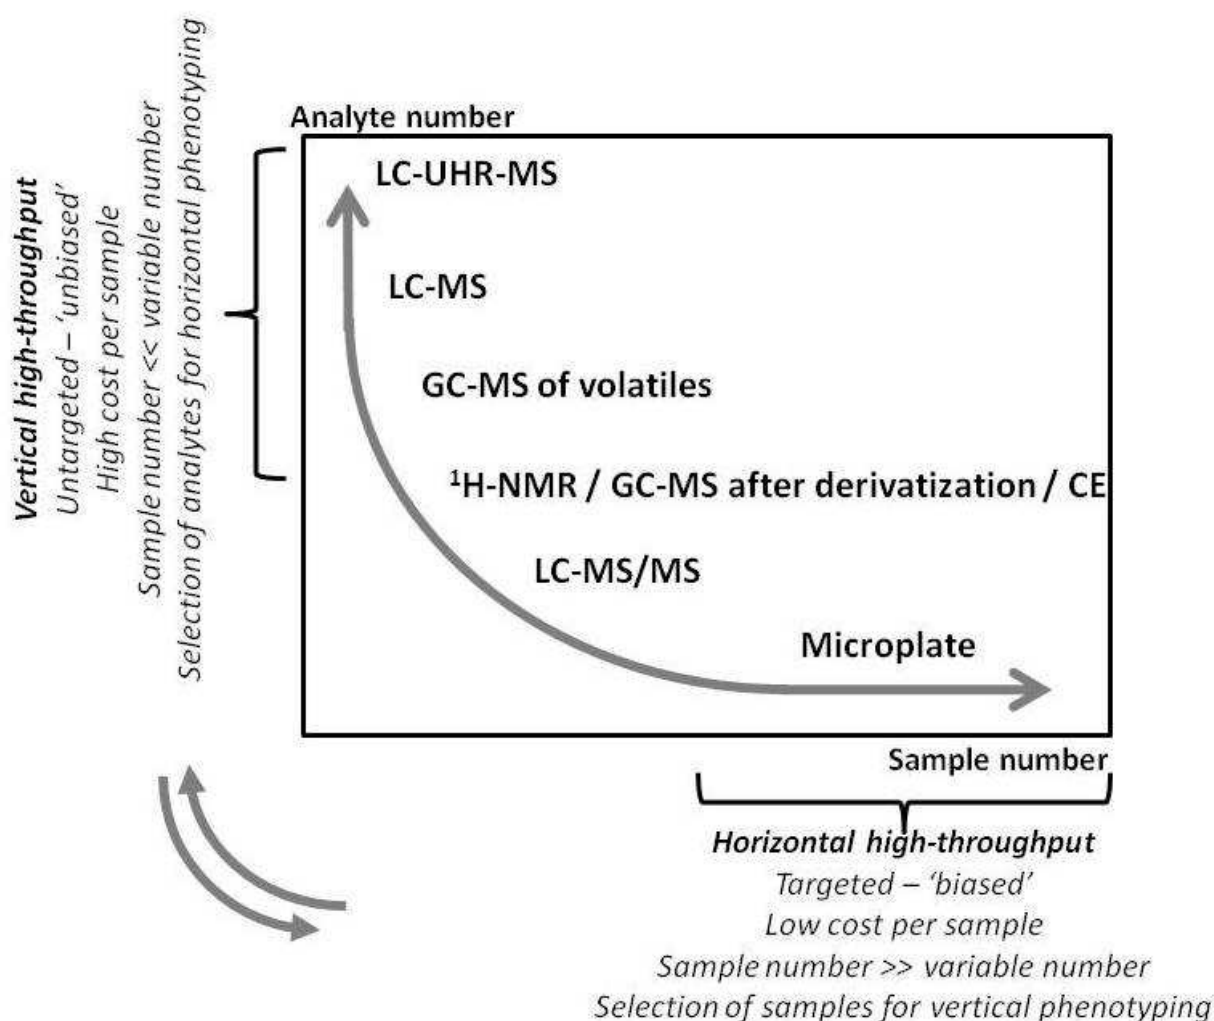 Analyte number
LC-UHR-MS
LC-MS
GC-MS of volatiles
¹H-NMR / GC-MS after derivatization / CE
LC-MS/MS
Microplate
Sample number
Vertical high-throughput
Untargeted – ‘unbiased’
High cost per sample
Sample number << variable number
Selection of analytes for horizontal phenotyping
Horizontal high-throughput
Targeted – ‘biased’
Low cost per sample
Sample number >> variable number
Selection of samples for vertical phenotyping